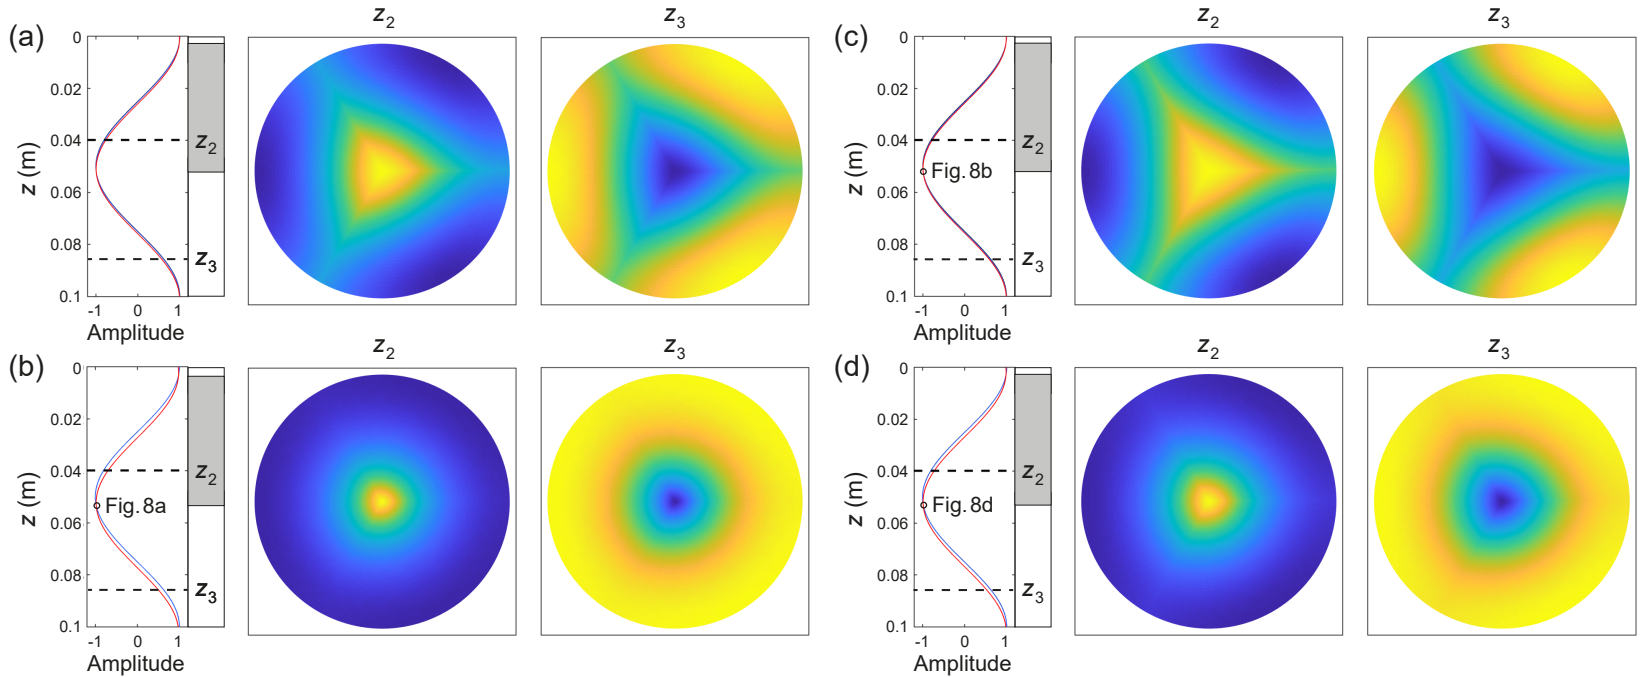 (a)
z2
z3
0
0.02
0.04
0.06
0.08
0.1
z (m)
z2
z3
-1 0 1
Amplitude
(c)
z2
z3
0
0.02
0.04
0.06
0.08
0.1
z (m)
z2
Fig. 8b
z3
-1 0 1
Amplitude
(b)
z2
z3
0
0.02
0.04
0.06
0.08
0.1
z (m)
z2
Fig. 8a
z3
-1 0 1
Amplitude
(d)
z2
z3
0
0.02
0.04
0.06
0.08
0.1
z (m)
z2
Fig. 8d
z3
-1 0 1
Amplitude